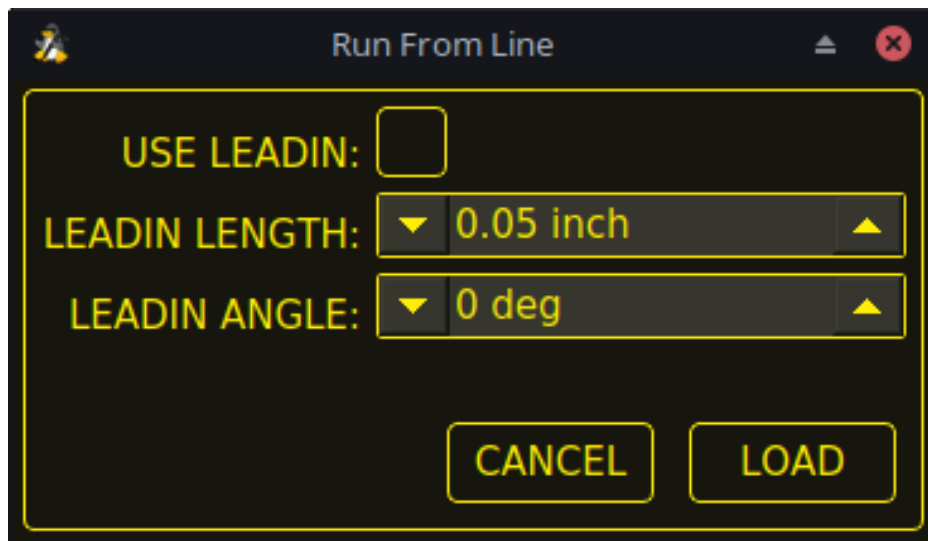 Run From Line
USE LEADIN:
LEADIN LENGTH: 0.05 inch
LEADIN ANGLE: 0 deg
CANCEL LOAD